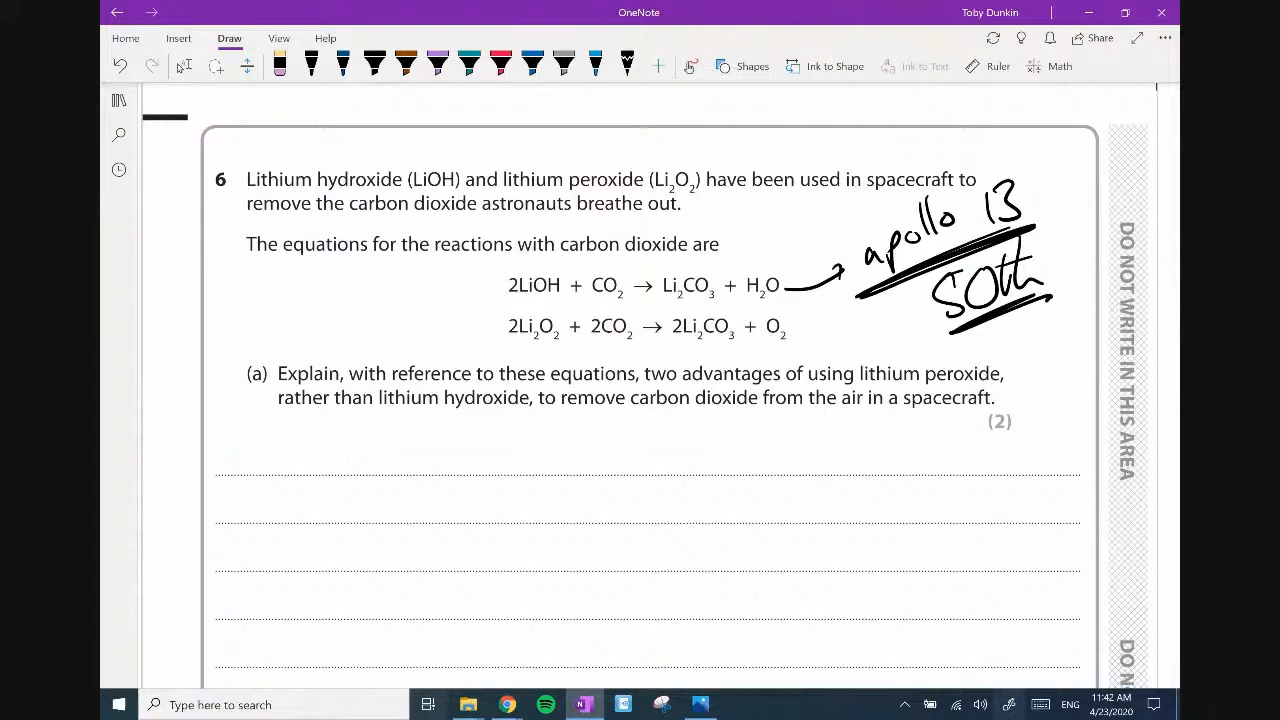 OneNote
Toby Dunkin
Home Insert Draw View Help
Share
Shapes Ink to Shape Ink to Text Ruler Math
6 Lithium hydroxide (LiOH) and lithium peroxide (Li₂O₂) have been used in spacecraft to
remove the carbon dioxide astronauts breathe out.
apollo 13
The equations for the reactions with carbon dioxide are
50th
2LiOH + CO₂ → Li₂CO₃ + H₂O
2Li₂O₂ + 2CO₂ → 2Li₂CO₃ + O₂
(a) Explain, with reference to these equations, two advantages of using lithium peroxide,
rather than lithium hydroxide, to remove carbon dioxide from the air in a spacecraft.
(2)
DO NOT WRITE IN THIS AREA
DO NO
Type here to search
ENG
11:42 AM
4/23/2020